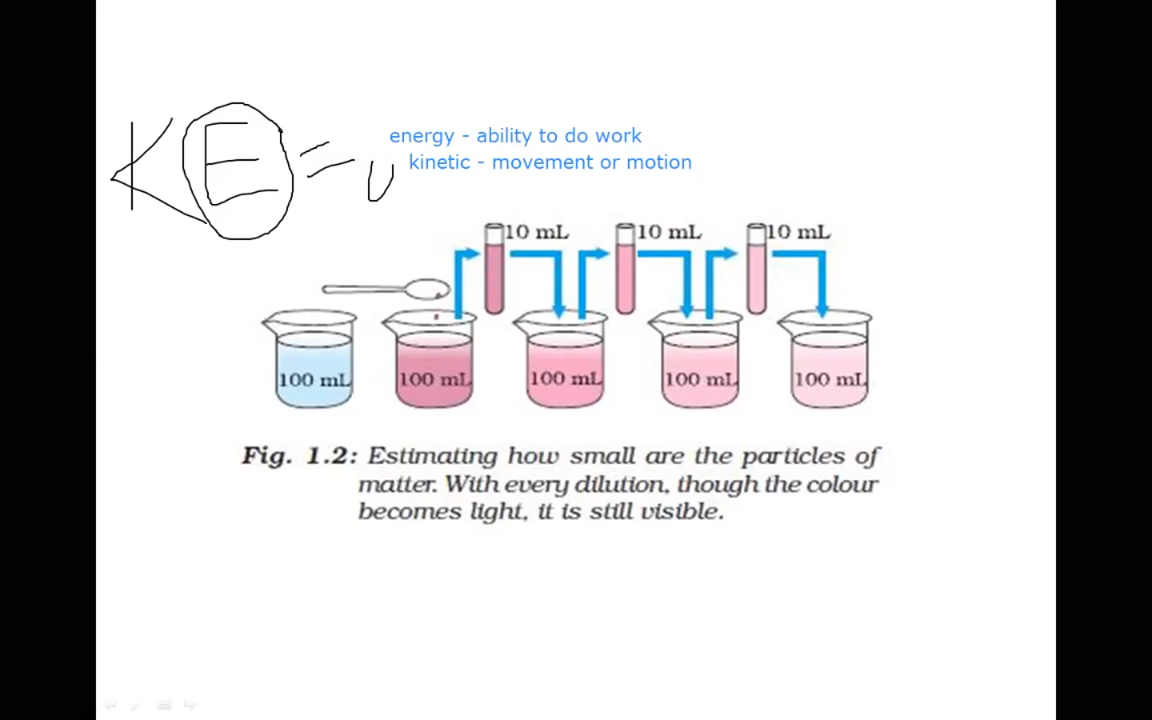 KE = 0
energy - ability to do work
kinetic - movement or motion
10 mL 10 mL 10 mL
100 mL 100 mL 100 mL 100 mL 100 mL
Fig. 1.2: Estimating how small are the particles of
matter. With every dilution, though the colour
becomes light, it is still visible.